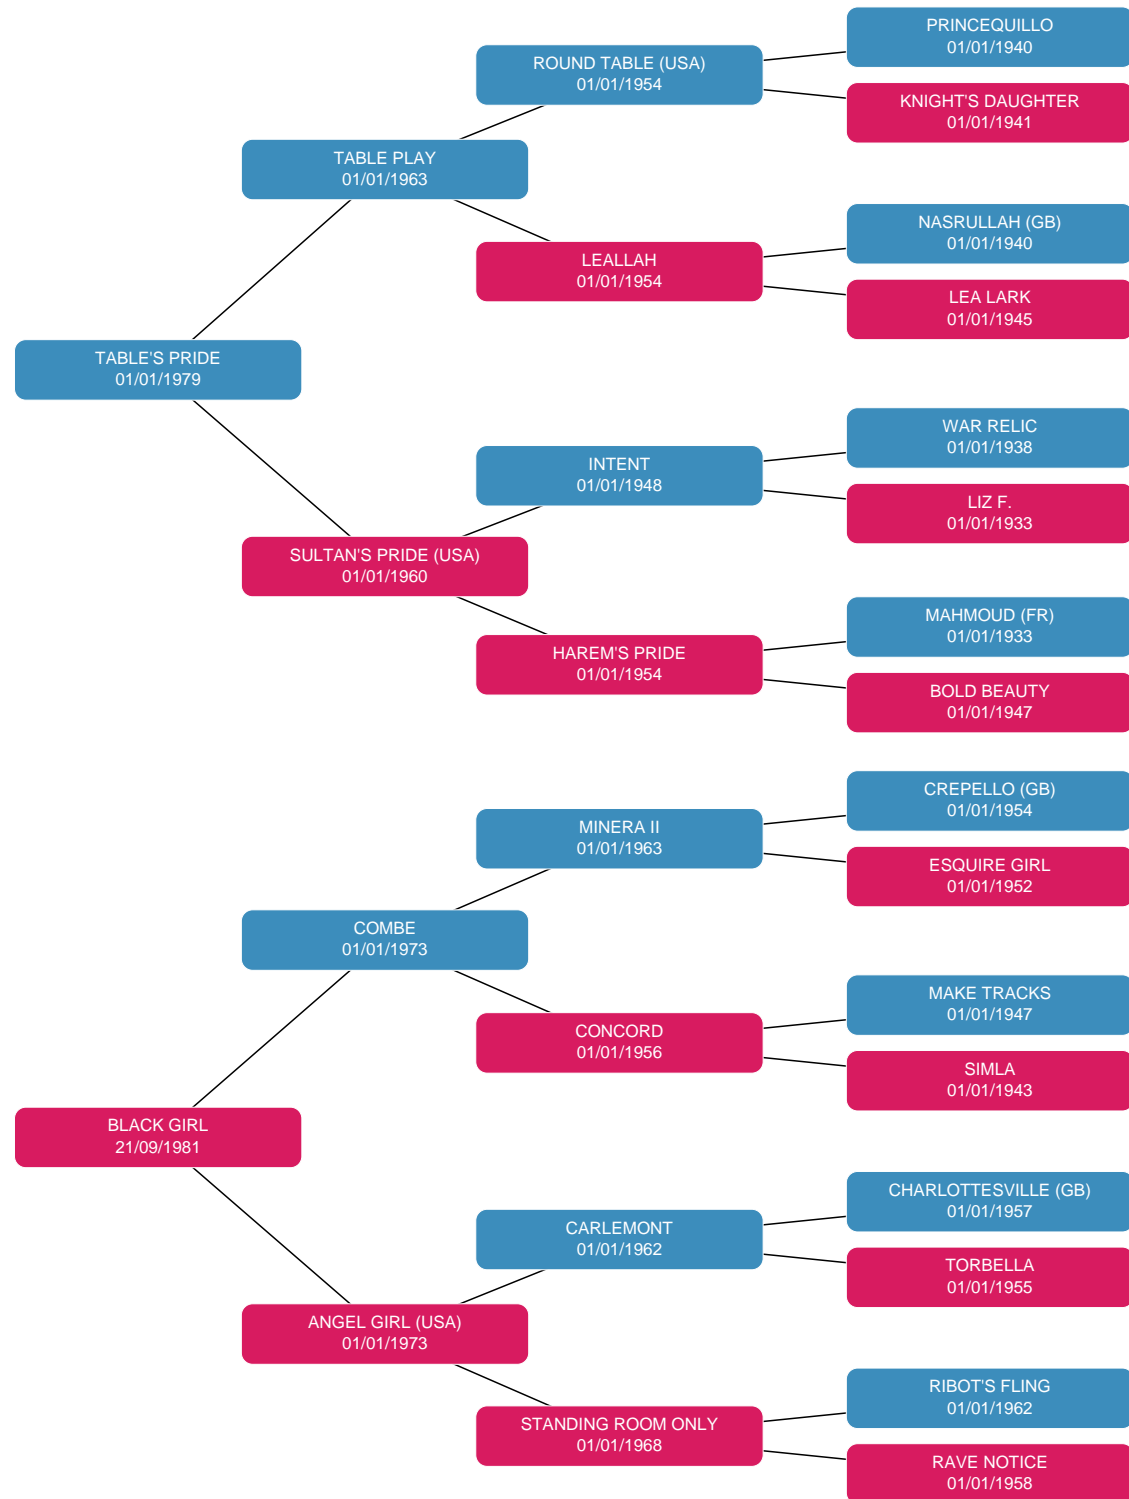 PRINCEQUILLO
01/01/1940
ROUND TABLE (USA)
01/01/1954
KNIGHT'S DAUGHTER
01/01/1941
TABLE PLAY
01/01/1963
NASRULLAH (GB)
01/01/1940
LEALLAH
01/01/1954
LEA LARK
01/01/1945
TABLE'S PRIDE
01/01/1979
WAR RELIC
01/01/1938
INTENT
01/01/1948
LIZ F.
01/01/1933
SULTAN'S PRIDE (USA)
01/01/1960
MAHMOUD (FR)
01/01/1933
HAREM'S PRIDE
01/01/1954
BOLD BEAUTY
01/01/1947
CREPELLO (GB)
01/01/1954
MINERA II
01/01/1963
ESQUIRE GIRL
01/01/1952
COMBE
01/01/1973
MAKE TRACKS
01/01/1947
CONCORD
01/01/1956
SIMLA
01/01/1943
BLACK GIRL
21/09/1981
CHARLOTTESVILLE (GB)
01/01/1957
CARLEMONT
01/01/1962
TORBELLA
01/01/1955
ANGEL GIRL (USA)
01/01/1973
RIBOT'S FLING
01/01/1962
STANDING ROOM ONLY
01/01/1968
RAVE NOTICE
01/01/1958